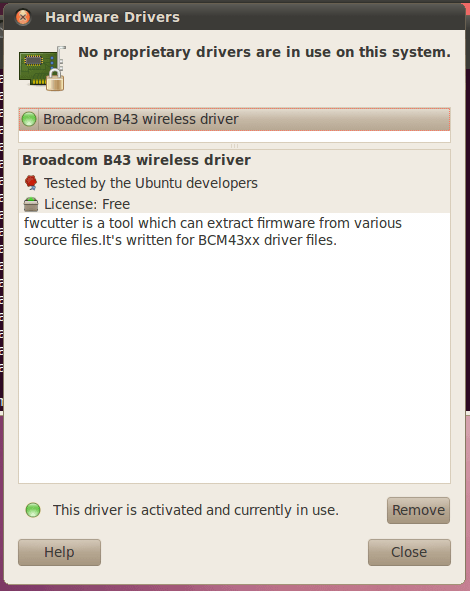 Hardware Drivers
No proprietary drivers are in use on this system.
Broadcom B43 wireless driver
Broadcom B43 wireless driver
Tested by the Ubuntu developers
License: Free
fwcutter is a tool which can extract firmware from various
source files.It's written for BCM43xx driver files.
This driver is activated and currently in use.
Remove
Help
Close